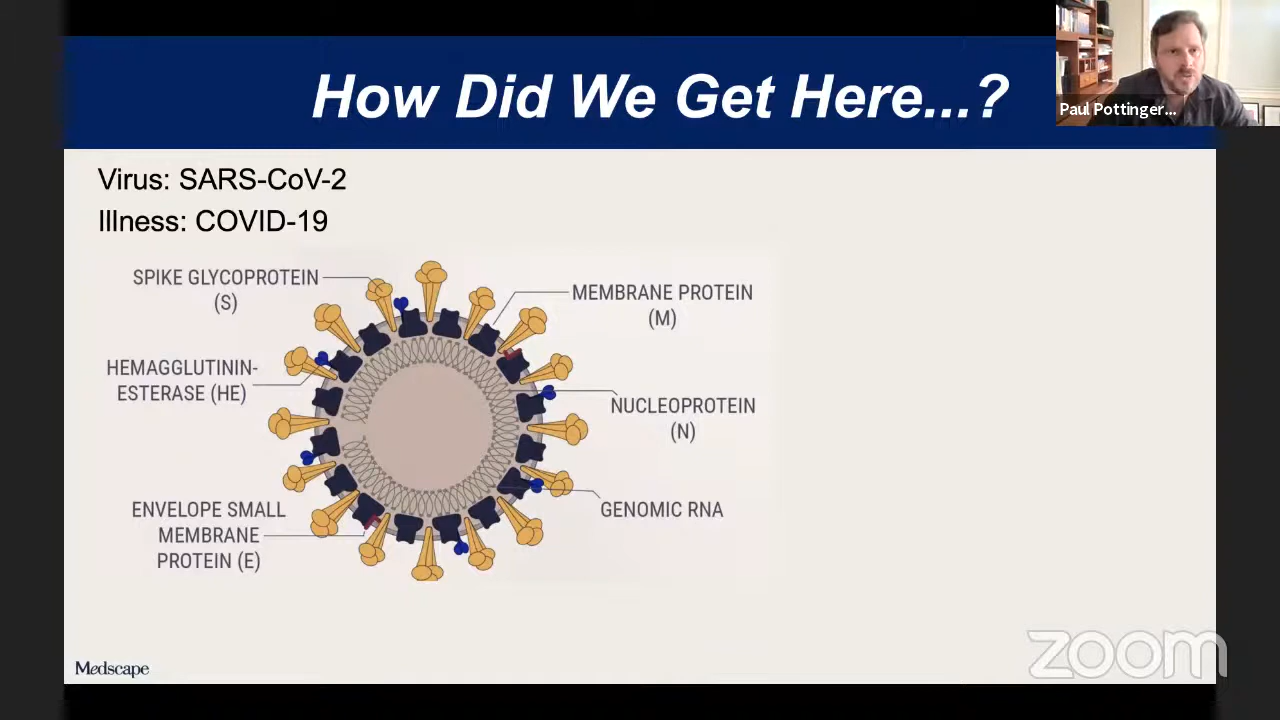 How Did We Get Here...?
Paul Pottinger...
Virus: SARS-CoV-2
Illness: COVID-19
SPIKE GLYCOPROTEIN
(S)
MEMBRANE PROTEIN
(M)
HEMAGGLUTININ-
ESTERASE (HE)
NUCLEOPROTEIN
(N)
ENVELOPE SMALL
MEMBRANE
PROTEIN (E)
GENOMIC RNA
Medscape
zoom